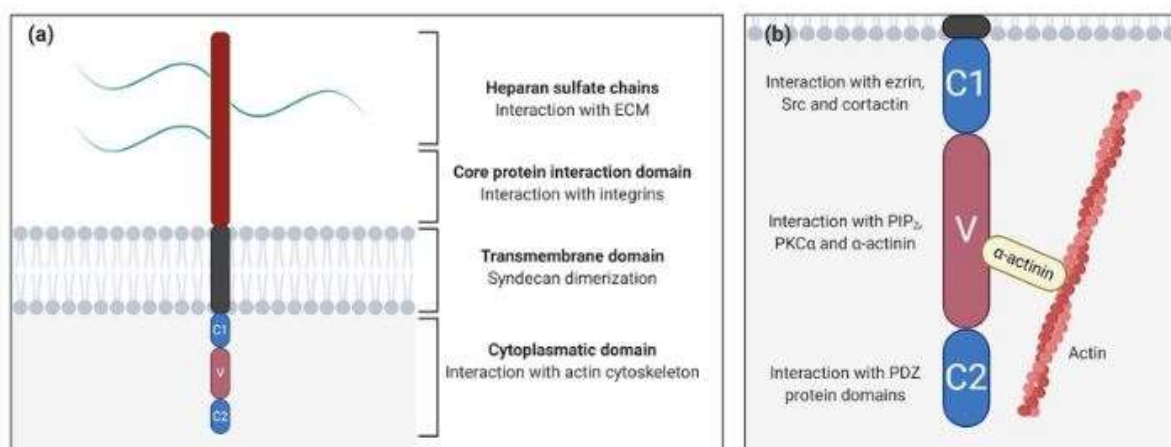 (a)
Heparan sulfate chains
Interaction with ECM
Core protein interaction domain
Interaction with integrins
Transmembrane domain
Syndecan dimerization
Cytoplasmatic domain
Interaction with actin cytoskeleton
C1
V
C2
(b)
Interaction with ezrin,
Src and cortactin
C1
Interaction with PIP₂,
PKCα and α-actinin
V
α-actinin
Actin
Interaction with PDZ
protein domains
C2